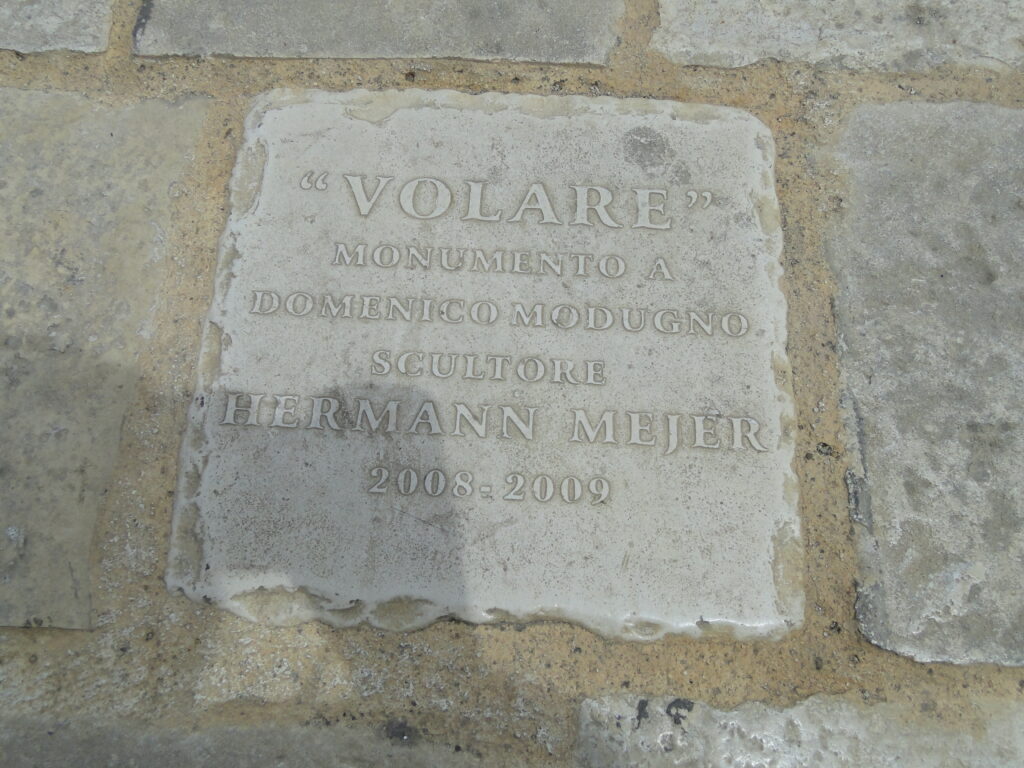 “VOLARE”
MONUMENTO A
DOMENICO MODUGNO
SCULTORE
HERMANN MEJER
2008-2009